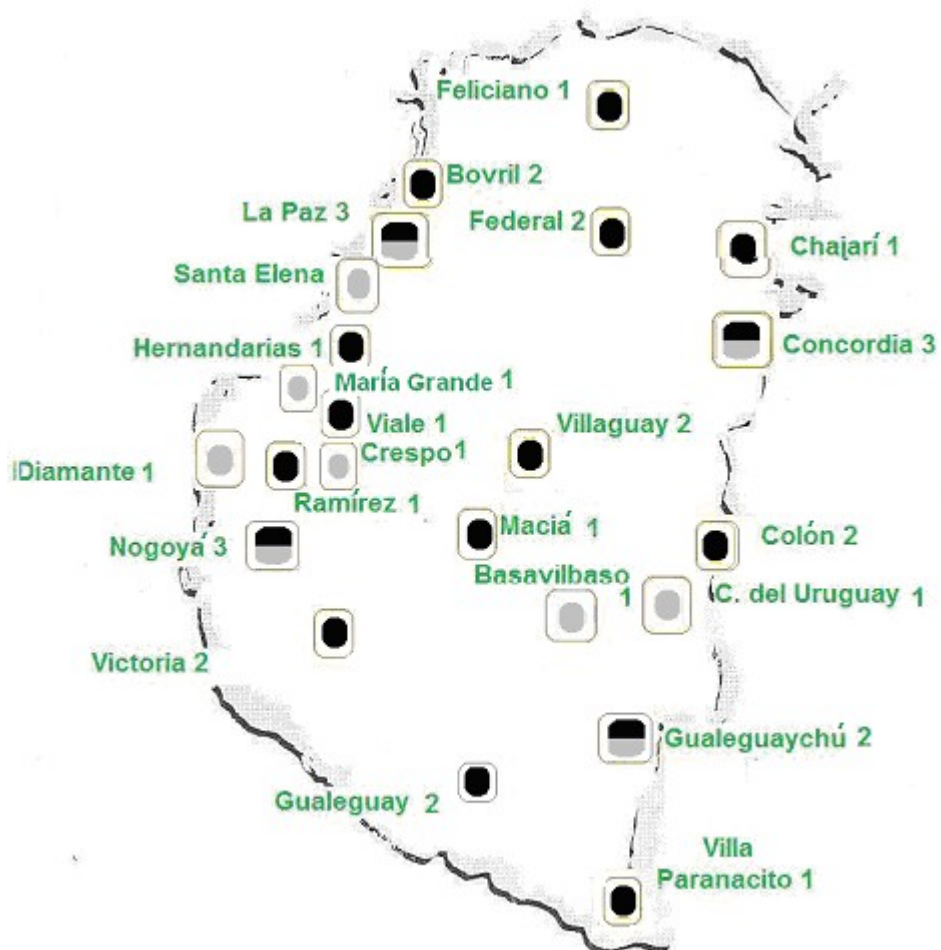 Feliciano 1
Bovril 2
La Paz 3
Federal 2
Chajarí 1
Santa Elena
Concordia 3
Hernandarias 1
María Grande 1
Viale 1
Villaguay 2
Crespo 1
Diamante 1
Ramírez 1
Maciá 1
Colón 2
Nogoyá 3
Basavilbaso
1
C. del Uruguay 1
Victoria 2
Gualeguaychú 2
Gualeguay 2
Villa
Paranacito 1